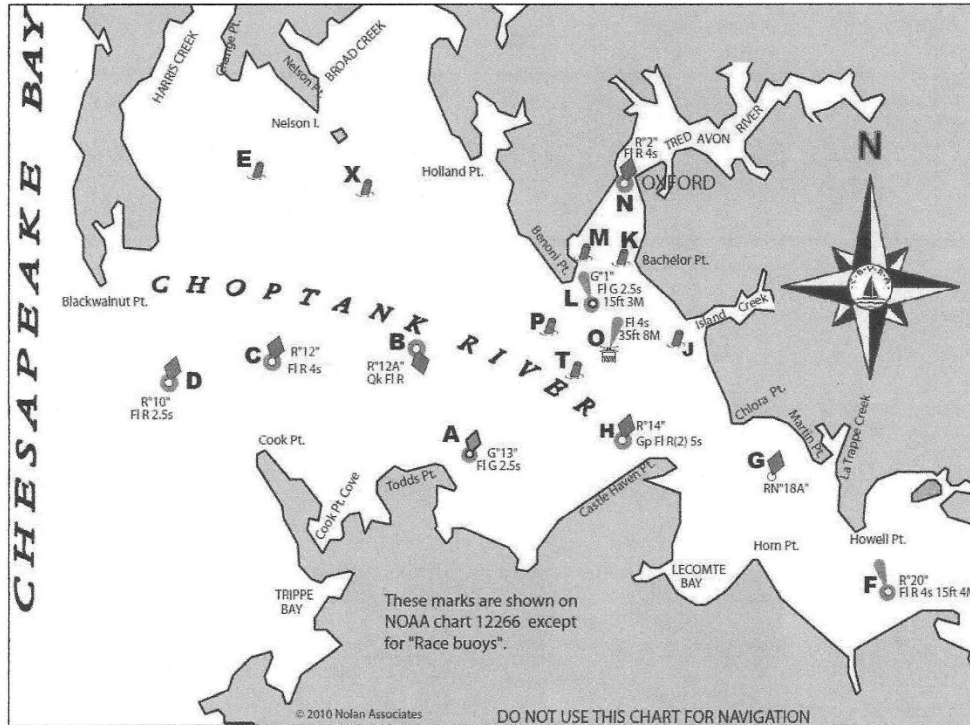 CHESAPEAKE BAY
HARRIS CREEK
Change Pt.
Nelson Pt.
BROAD CREEK
Nelson I.
E
X
Holland Pt.
R"2"
Fl R 4s
TRED AVON RIVER
OXFORD
N
N
M
K
Benoni Pt.
Bachelor Pt.
G"1"
Fl G 2.5s
15ft 3M
L
Island Creek
Blackwalnut Pt.
CHOPTANK RIVER
P
O
Fl 4s
35ft 8M
J
T
B
R"12A"
Qk Fl R
C
R"12"
Fl R 4s
D
R"10"
Fl R 2.5s
Chlora Pt.
Martin Pt.
La Trappe Creek
H
R"14"
Gp Fl R(2) 5s
A
G"13"
Fl G 2.5s
Cook Pt.
Cook Pt. Cove
Todds Pt.
Castle Haven Pt.
G
RN"18A"
Horn Pt.
Howell Pt.
LECOMTE
BAY
F
R"20"
Fl R 4s 15ft 4M
TRIPPE
BAY
These marks are shown on
NOAA chart 12266 except
for "Race buoys".
© 2010 Nolan Associates
DO NOT USE THIS CHART FOR NAVIGATION